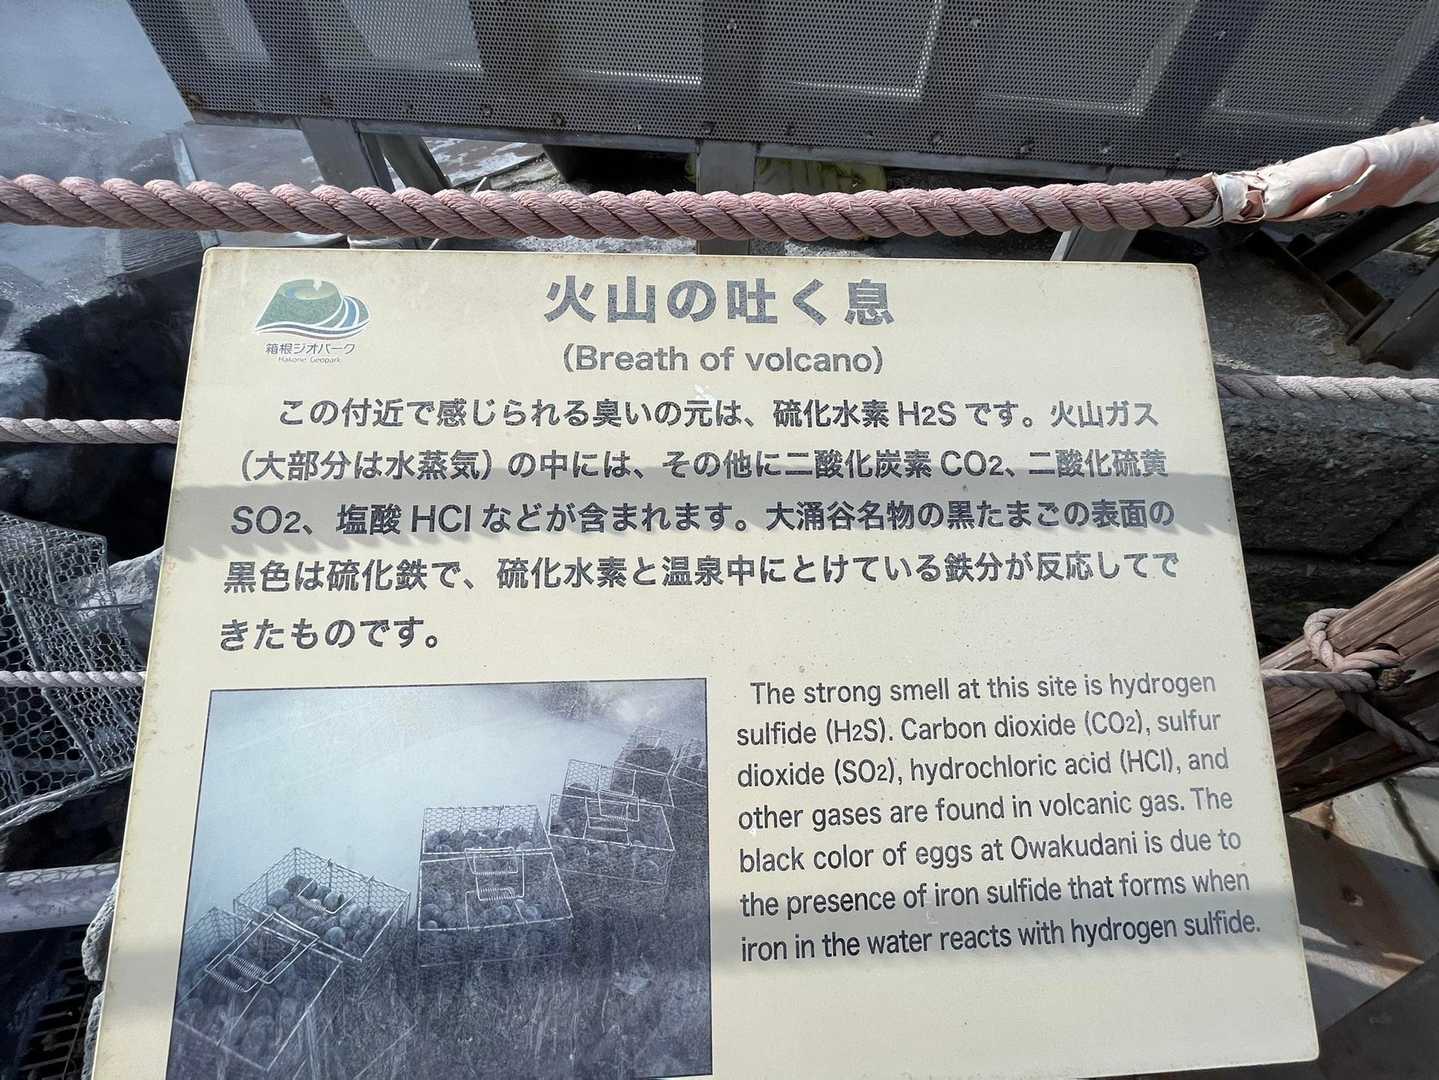 箱根ジオパーク
Hakone Geopark
火山の吐く息
(Breath of volcano)
この付近で感じられる臭いの元は、硫化水素 H2S です。火山ガス
（大部分は水蒸気）の中には、その他に二酸化炭素 CO2、二酸化硫黄
SO2、塩酸 HCl などが含まれます。大涌谷名物の黒たまごの表面の
黒色は硫化鉄で、硫化水素と温泉中にとけている鉄分が反応してで
きたものです。
The strong smell at this site is hydrogen
sulfide (H2S). Carbon dioxide (CO2), sulfur
dioxide (SO2), hydrochloric acid (HCl), and
other gases are found in volcanic gas. The
black color of eggs at Owakudani is due to
the presence of iron sulfide that forms when
iron in the water reacts with hydrogen sulfide.